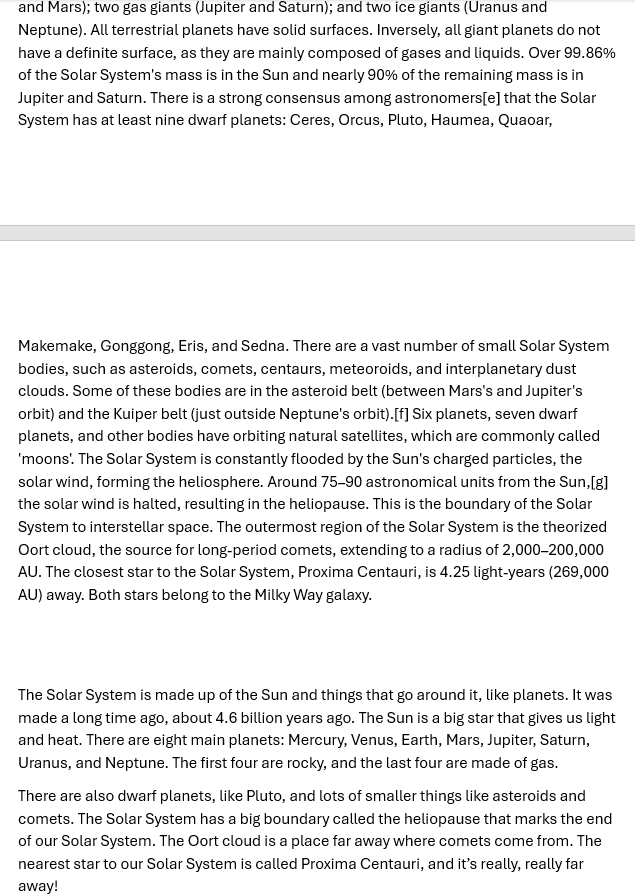 and Mars); two gas giants (Jupiter and Saturn); and two ice giants (Uranus and
Neptune). All terrestrial planets have solid surfaces. Inversely, all giant planets do not
have a definite surface, as they are mainly composed of gases and liquids. Over 99.86%
of the Solar System's mass is in the Sun and nearly 90% of the remaining mass is in
Jupiter and Saturn. There is a strong consensus among astronomers[e] that the Solar
System has at least nine dwarf planets: Ceres, Orcus, Pluto, Haumea, Quaoar,
Makemake, Gonggong, Eris, and Sedna. There are a vast number of small Solar System
bodies, such as asteroids, comets, centaurs, meteoroids, and interplanetary dust
clouds. Some of these bodies are in the asteroid belt (between Mars's and Jupiter's
orbit) and the Kuiper belt (just outside Neptune's orbit).[f] Six planets, seven dwarf
planets, and other bodies have orbiting natural satellites, which are commonly called
'moons'. The Solar System is constantly flooded by the Sun's charged particles, the
solar wind, forming the heliosphere. Around 75–90 astronomical units from the Sun,[g]
the solar wind is halted, resulting in the heliopause. This is the boundary of the Solar
System to interstellar space. The outermost region of the Solar System is the theorized
Oort cloud, the source for long-period comets, extending to a radius of 2,000–200,000
AU. The closest star to the Solar System, Proxima Centauri, is 4.25 light-years (269,000
AU) away. Both stars belong to the Milky Way galaxy.
The Solar System is made up of the Sun and things that go around it, like planets. It was
made a long time ago, about 4.6 billion years ago. The Sun is a big star that gives us light
and heat. There are eight main planets: Mercury, Venus, Earth, Mars, Jupiter, Saturn,
Uranus, and Neptune. The first four are rocky, and the last four are made of gas.
There are also dwarf planets, like Pluto, and lots of smaller things like asteroids and
comets. The Solar System has a big boundary called the heliopause that marks the end
of our Solar System. The Oort cloud is a place far away where comets come from. The
nearest star to our Solar System is called Proxima Centauri, and it’s really, really far
away!